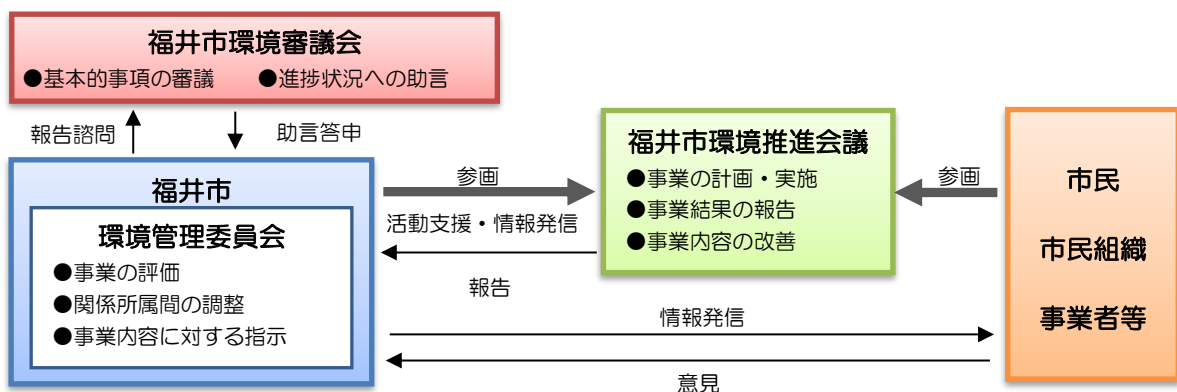 福井市環境審議会
●基本的事項の審議 ●進捗状況への助言
報告諮問
助言答申
福井市
環境管理委員会
●事業の評価
●関係所属間の調整
●事業内容に対する指示
参画
活動支援・情報発信
報告
福井市環境推進会議
●事業の計画・実施
●事業結果の報告
●事業内容の改善
参画
市民
市民組織
事業者等
情報発信
意見